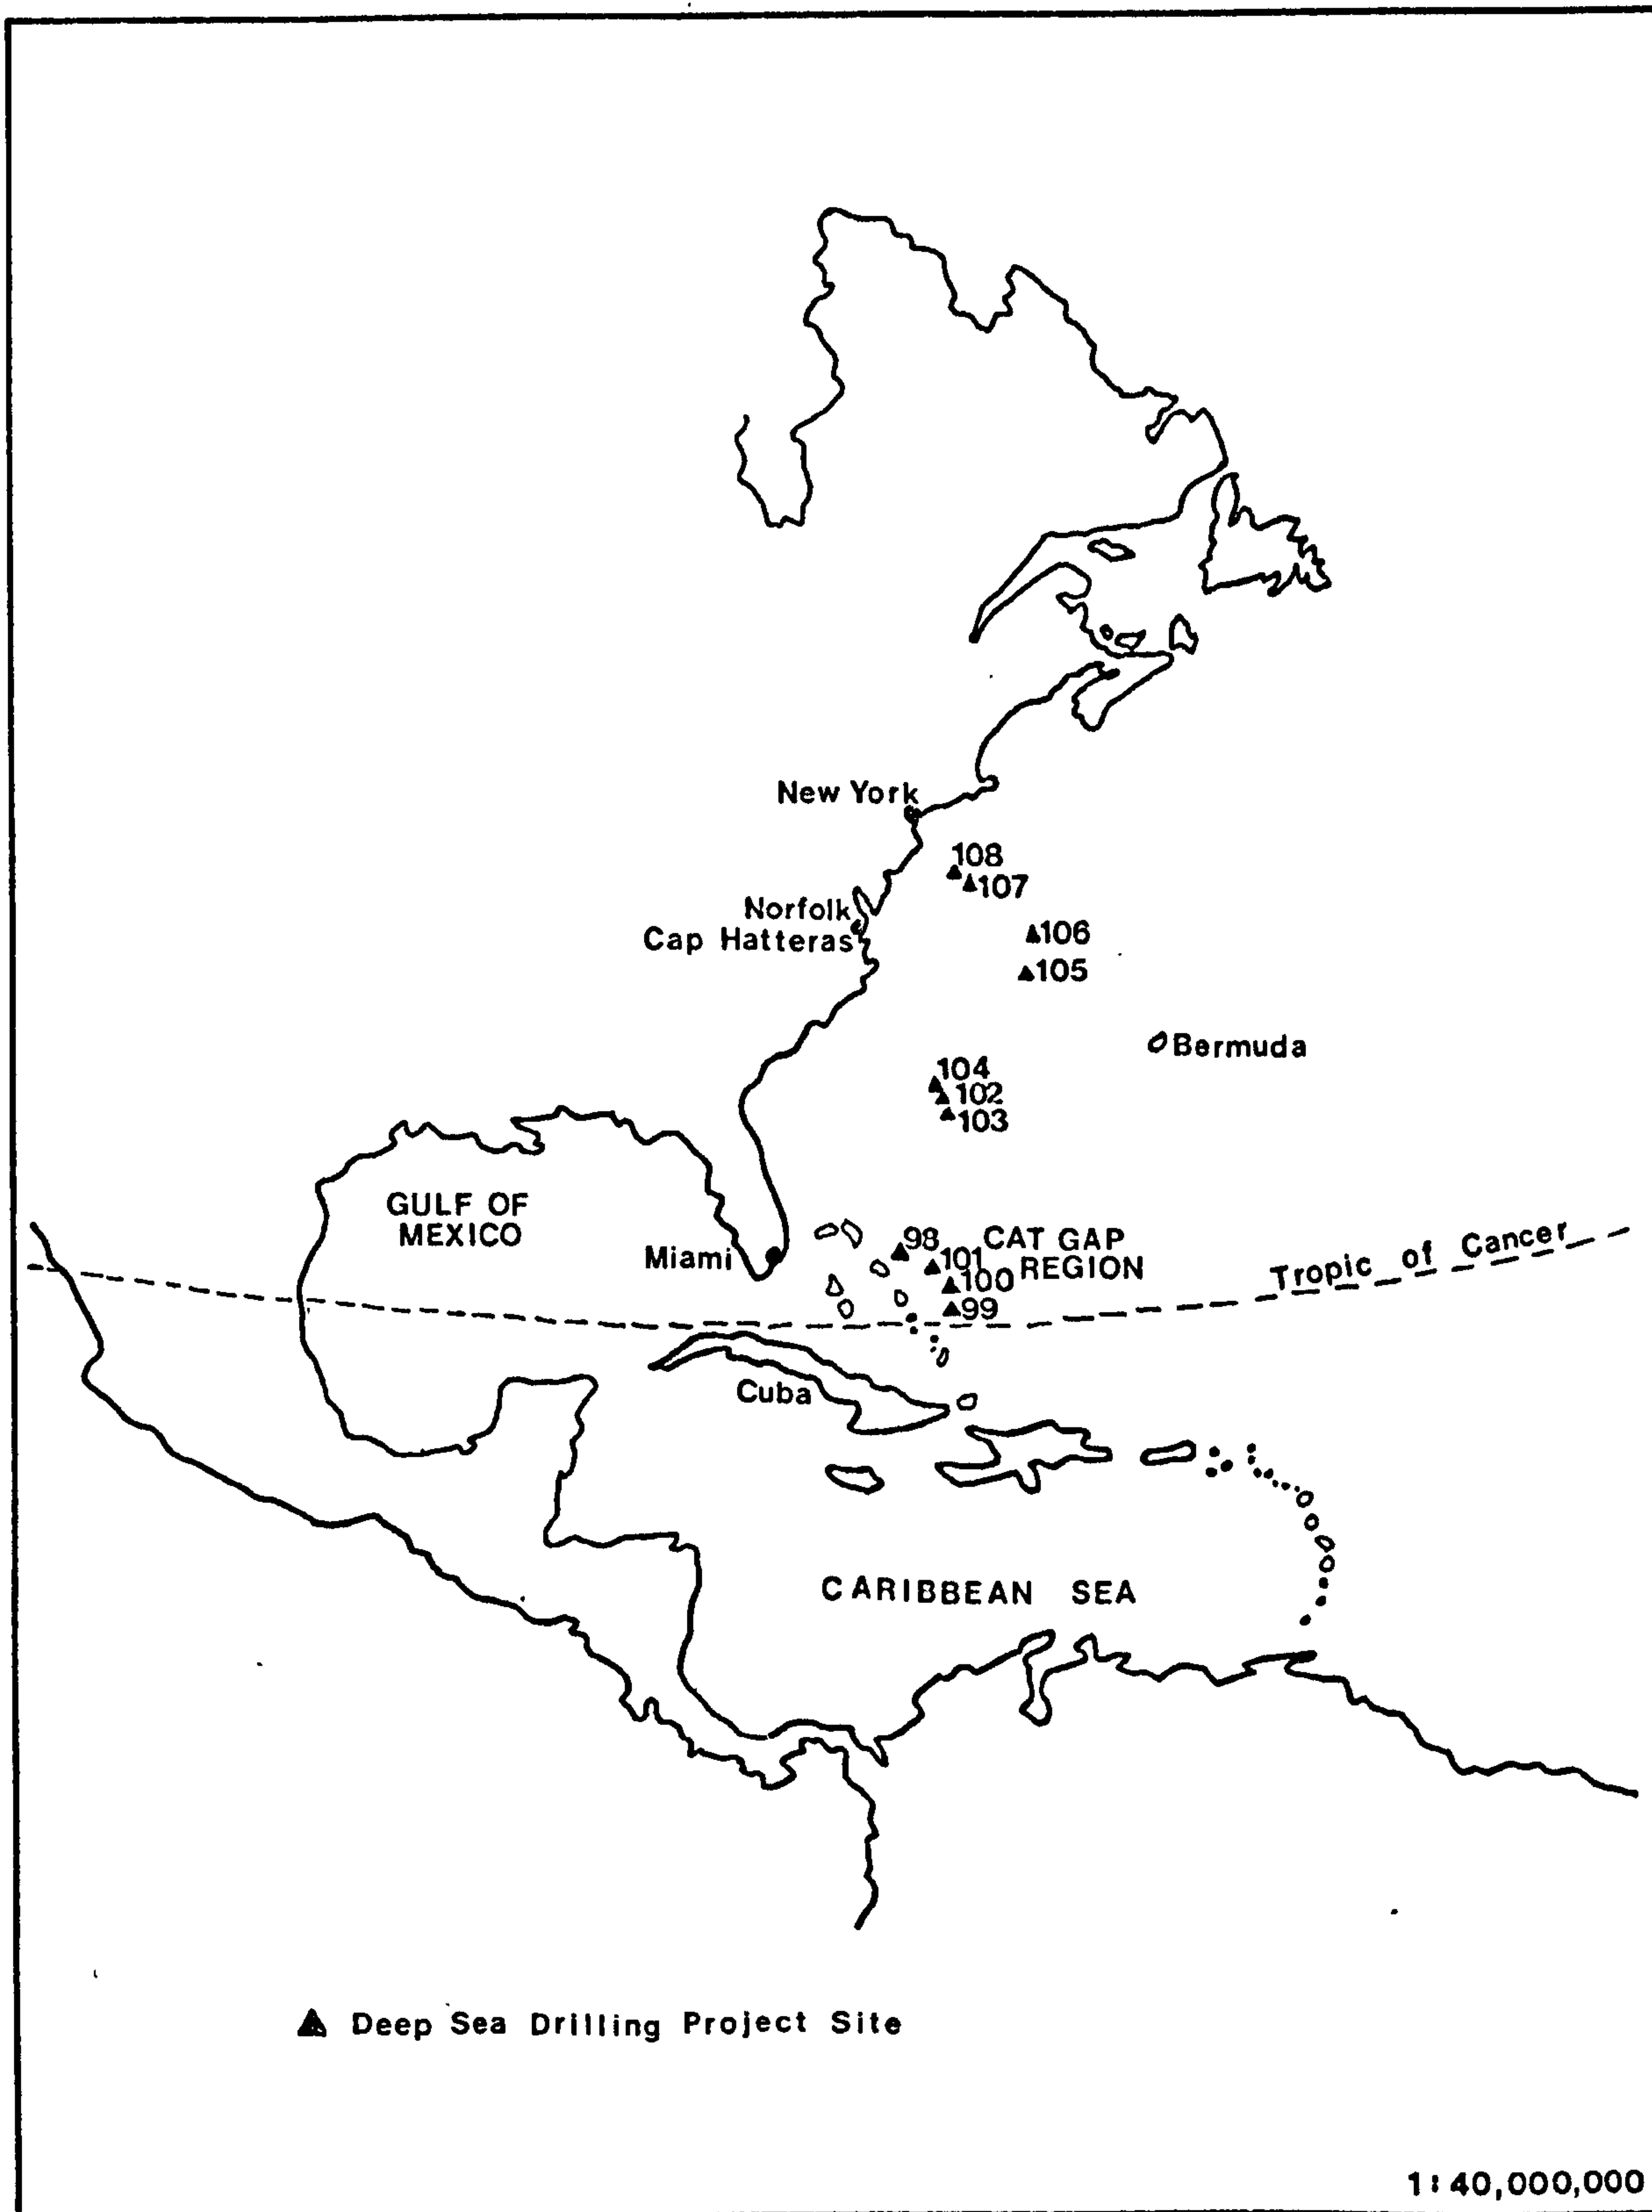 New York
108
107
Norfolk
Cap Hatteras
106
105
Bermuda
104
102
103
GULF OF
MEXICO
Miami
98
101
100
99
CAT GAP
REGION
Tropic of Cancer
Cuba
CARIBBEAN SEA
Deep Sea Drilling Project Site
1:40,000,000